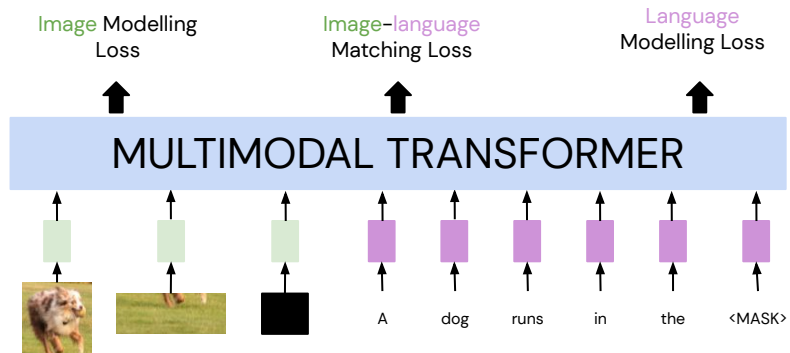 Image Modelling
Loss
Image-language
Matching Loss
Language
Modelling Loss
MULTIMODAL TRANSFORMER
A dog runs in the <MASK>